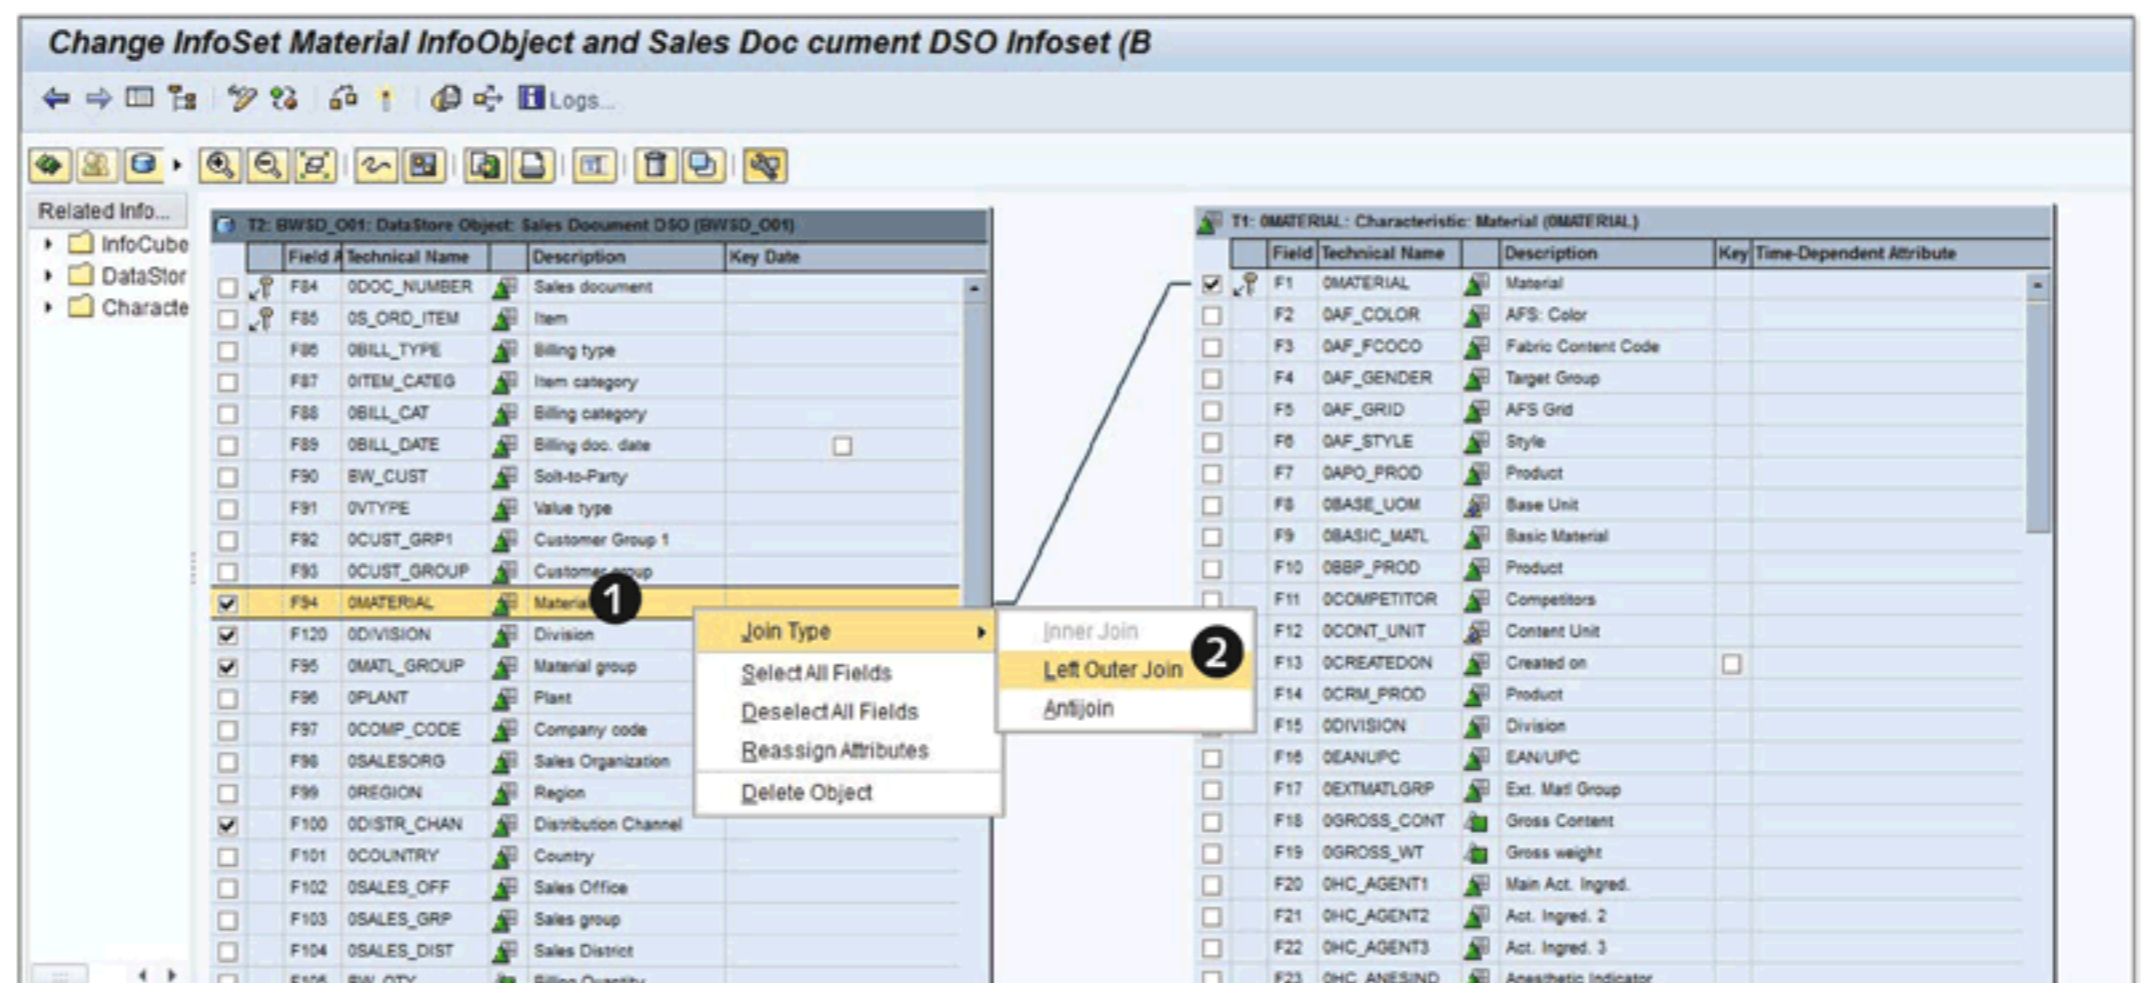 Change InfoSet Material InfoObject and Sales Doc cument DSO Infoset (B
Logs...
Related Info...
InfoCube
DataStor
Characte
T2: BWSD_O01: DataStore Object: Sales Document DSO (BWSD_O01)
Field A Technical Name Description Key Date
F84 0DOC_NUMBER Sales document
F85 0S_ORD_ITEM Item
F86 0BILL_TYPE Billing type
F87 0ITEM_CATEG Item category
F88 0BILL_CAT Billing category
F89 0BILL_DATE Billing doc. date
F90 BW_CUST Solt-to-Party
F91 0VTYPE Value type
F92 0CUST_GRP1 Customer Group 1
F93 0CUST_GROUP Customer group
F94 0MATERIAL Material 1
F120 0DIVISION Division
F95 0MATL_GROUP Material group
F96 0PLANT Plant
F97 0COMP_CODE Company code
F98 0SALESORG Sales Organization
F99 0REGION Region
F100 0DISTR_CHAN Distribution Channel
F101 0COUNTRY Country
F102 0SALES_OFF Sales Office
F103 0SALES_GRP Sales group
F104 0SALES_DIST Sales District
F105 BW_QTY Billing Quantity
Join Type
Select All Fields
Deselect All Fields
Reassign Attributes
Delete Object
Inner Join
Left Outer Join 2
Antijoin
T1: 0MATERIAL: Characteristic: Material (0MATERIAL)
Field Technical Name Description Key Time-Dependent Attribute
F1 0MATERIAL Material
F2 0AF_COLOR AFS: Color
F3 0AF_FCOCO Fabric Content Code
F4 0AF_GENDER Target Group
F5 0AF_GRID AFS Grid
F6 0AF_STYLE Style
F7 0APO_PROD Product
F8 0BASE_UOM Base Unit
F9 0BASIC_MATL Basic Material
F10 0BBP_PROD Product
F11 0COMPETITOR Competitors
F12 0CONT_UNIT Content Unit
F13 0CREATEDON Created on
F14 0CRM_PROD Product
F15 0DIVISION Division
F16 0EANUPC EAN/UPC
F17 0EXTMATLGRP Ext. Matl Group
F18 0GROSS_CONT Gross Content
F19 0GROSS_WT Gross weight
F20 0HC_AGENT1 Main Act. Ingred.
F21 0HC_AGENT2 Act. Ingred. 2
F22 0HC_AGENT3 Act. Ingred. 3
F23 0HC_ANESIND Anesthetic Indicator